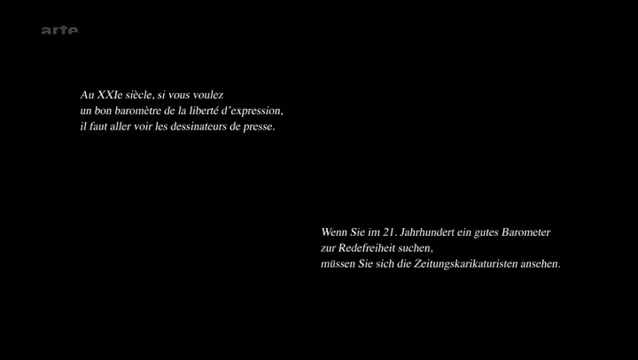 arte
Au XXIe siècle, si vous voulez
un bon baromètre de la liberté d'expression,
il faut aller voir les dessinateurs de presse.
Wenn Sie im 21. Jahrhundert ein gutes Barometer
zur Redefreiheit suchen,
müssen Sie sich die Zeitungskarikaturisten ansehen.